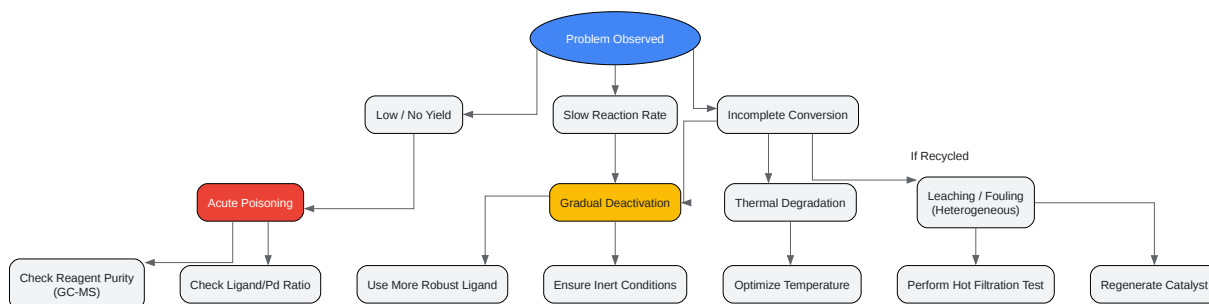 Problem Observed
Low / No Yield
Slow Reaction Rate
Incomplete Conversion
If Recycled
Acute Poisoning
Gradual Deactivation
Thermal Degradation
Leaching / Fouling
(Heterogeneous)
Check Reagent Purity
(GC-MS)
Check Ligand/Pd Ratio
Use More Robust Ligand
Ensure Inert Conditions
Optimize Temperature
Perform Hot Filtration Test
Regenerate Catalyst